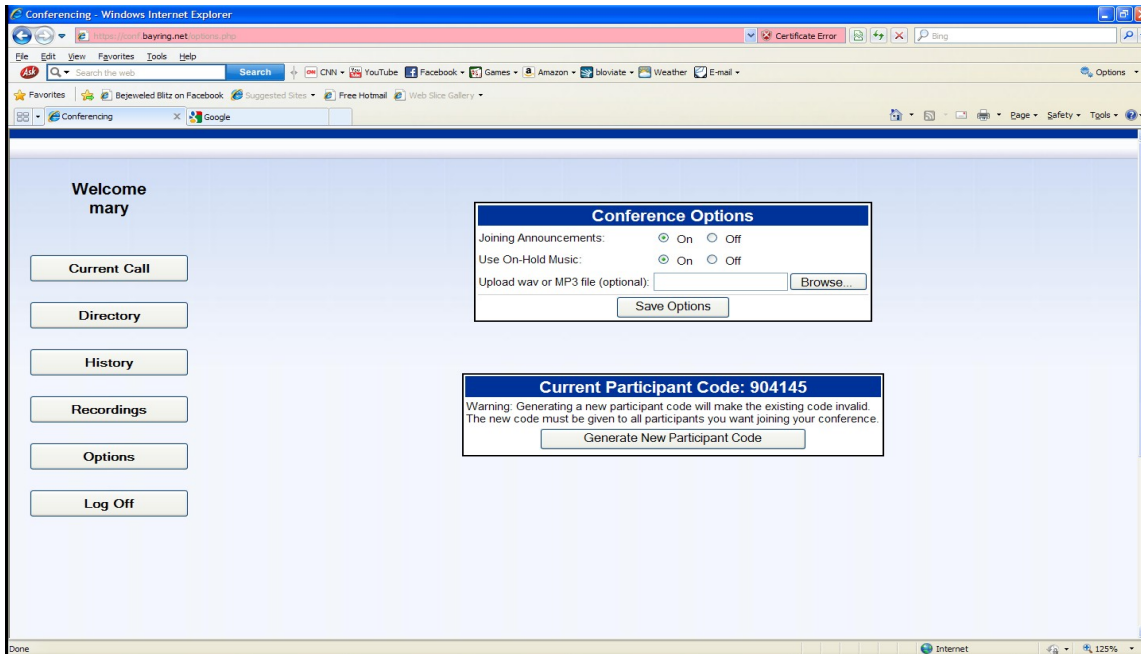 Conferencing - Windows Internet Explorer
https://conf.bayring.net/options.php
Certificate Error
Bing
File Edit View Favorites Tools Help
Ask Search the web Search CNN YouTube Facebook Games Amazon bloviate Weather E-mail Options
Favorites Bejeweled Blitz on Facebook Suggested Sites Free Hotmail Web Slice Gallery
Conferencing Google Page Safety Tools
Welcome
mary
Current Call
Directory
History
Recordings
Options
Log Off
Conference Options
Joining Announcements: On Off
Use On-Hold Music: On Off
Upload wav or MP3 file (optional): Browse...
Save Options
Current Participant Code: 904145
Warning: Generating a new participant code will make the existing code invalid.
The new code must be given to all participants you want joining your conference.
Generate New Participant Code
Done Internet 125%